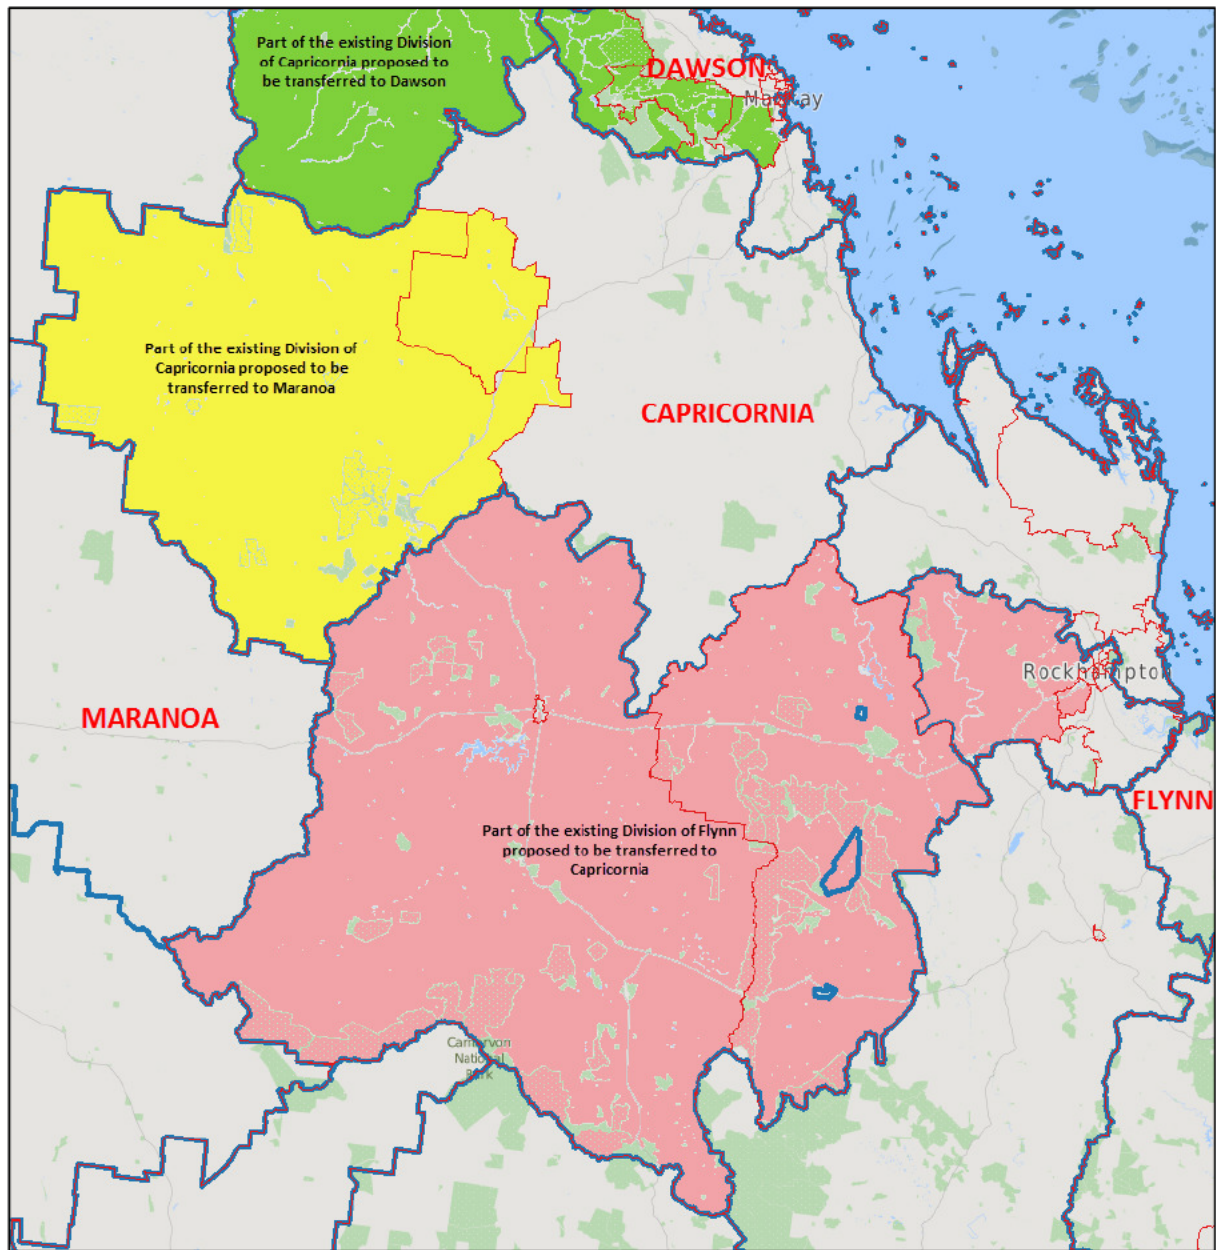 Part of the existing Division
of Capricornia proposed to
be transferred to Dawson
DAWSON
Mackay
Part of the existing Division of
Capricornia proposed to be
transferred to Maranoa
CAPRICORNIA
Rockhampton
MARANOA
FLYNN
Part of the existing Division of Flynn
proposed to be transferred to
Capricornia
Carnarvon
National
Park